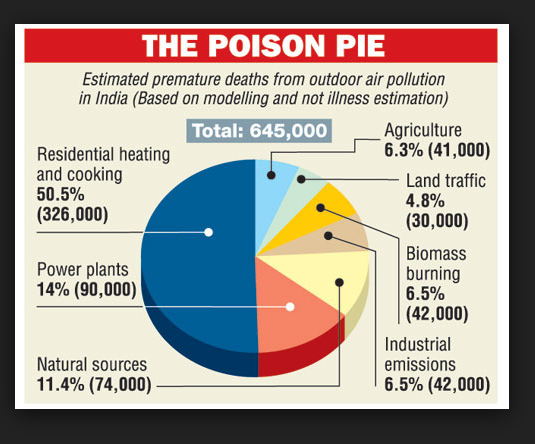 THE POISON PIE
Estimated premature deaths from outdoor air pollution
in India (Based on modelling and not illness estimation)
Total: 645,000
Residential heating
and cooking
50.5%
(326,000)
Power plants
14% (90,000)
Natural sources
11.4% (74,000)
Agriculture
6.3% (41,000)
Land traffic
4.8%
(30,000)
Biomass
burning
6.5%
(42,000)
Industrial
emissions
6.5% (42,000)